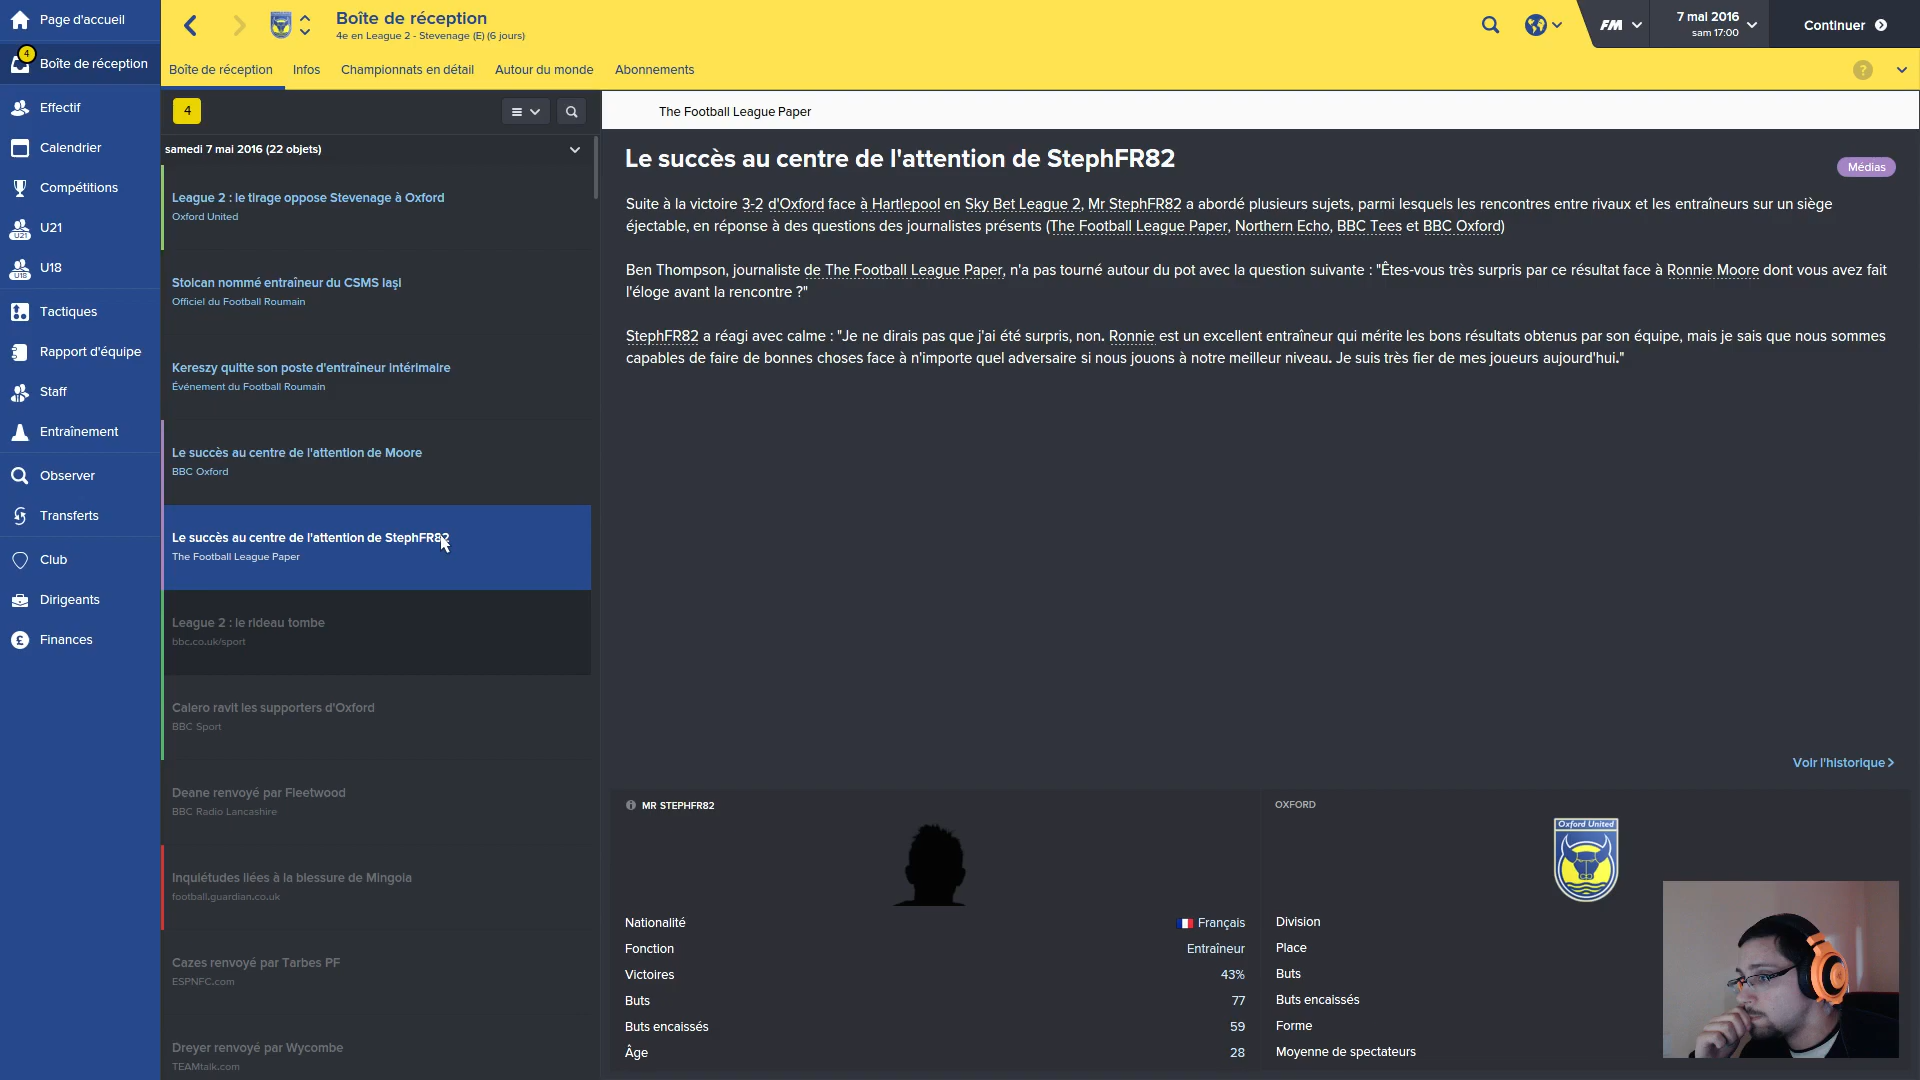 Page d'accueil
4
Boîte de réception
Effectif
Calendrier
Compétitions
U21
U21
U18
U18
Tactiques
Rapport d'équipe
Staff
Entraînement
Observer
Transferts
Club
Dirigeants
Finances
Boîte de réception
4e en League 2 - Stevenage (E) (6 jours)
FM
7 mai 2016
sam 17:00
Continuer
Boîte de réception
Infos
Championnats en détail
Autour du monde
Abonnements
?
4
samedi 7 mai 2016 (22 objets)
League 2 : le tirage oppose Stevenage à Oxford
Oxford United
Stolcan nommé entraîneur du CSMS Iaşi
Officiel du Football Roumain
Kereszy quitte son poste d'entraîneur intérimaire
Événement du Football Roumain
Le succès au centre de l'attention de Moore
BBC Oxford
Le succès au centre de l'attention de StephFR82
The Football League Paper
League 2 : le rideau tombe
bbc.co.uk/sport
Calero ravit les supporters d'Oxford
BBC Sport
Deane renvoyé par Fleetwood
BBC Radio Lancashire
Inquiétudes liées à la blessure de Mingoia
football.guardian.co.uk
Cazes renvoyé par Tarbes PF
ESPNFC.com
Dreyer renvoyé par Wycombe
TEAMtalk.com
The Football League Paper
Le succès au centre de l'attention de StephFR82
Médias
Suite à la victoire 3-2 d'Oxford face à Hartlepool en Sky Bet League 2, Mr StephFR82 a abordé plusieurs sujets, parmi lesquels les rencontres entre rivaux et les entraîneurs sur un siège
éjectable, en réponse à des questions des journalistes présents (The Football League Paper, Northern Echo, BBC Tees et BBC Oxford)
Ben Thompson, journaliste de The Football League Paper, n'a pas tourné autour du pot avec la question suivante : "Êtes-vous très surpris par ce résultat face à Ronnie Moore dont vous avez fait
l'éloge avant la rencontre ?"
StephFR82 a réagi avec calme : "Je ne dirais pas que j'ai été surpris, non. Ronnie est un excellent entraîneur qui mérite les bons résultats obtenus par son équipe, mais je sais que nous sommes
capables de faire de bonnes choses face à n'importe quel adversaire si nous jouons à notre meilleur niveau. Je suis très fier de mes joueurs aujourd'hui."
Voir l'historique
MR STEPHFR82
Nationalité Français
Fonction Entraîneur
Victoires 43%
Buts 77
Buts encaissés 59
Âge 28
OXFORD
Oxford United
Division
Place
Buts
Buts encaissés
Forme
Moyenne de spectateurs